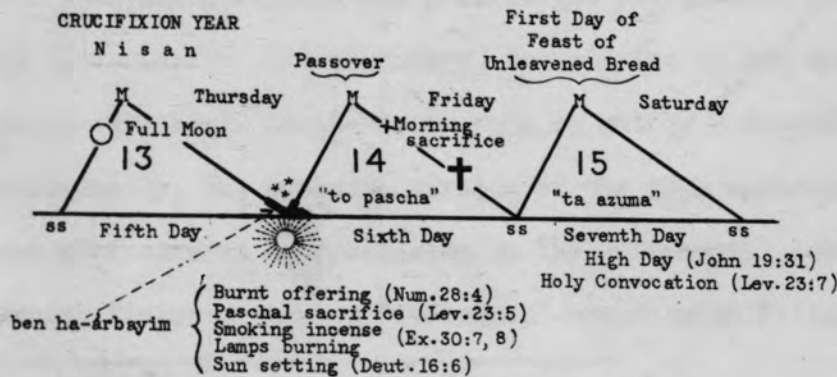 CRUCIFIXION YEAR
Nisan
First Day of
Feast of
Unleavened Bread
Passover
M Thursday M Friday M Saturday
Full Moon
Morning
sacrifice
13 14 15
"to pascha" "ta azuma"
ss ss ss
Fifth Day Sixth Day Seventh Day
High Day (John 19:31)
Holy Convocation (Lev.23:7)
ben ha-arbayim
Burnt offering (Num.28:4)
Paschal sacrifice (Lev.23:5)
Smoking incense
Lamps burning (Ex.30:7, 8)
Sun setting (Deut.16:6)